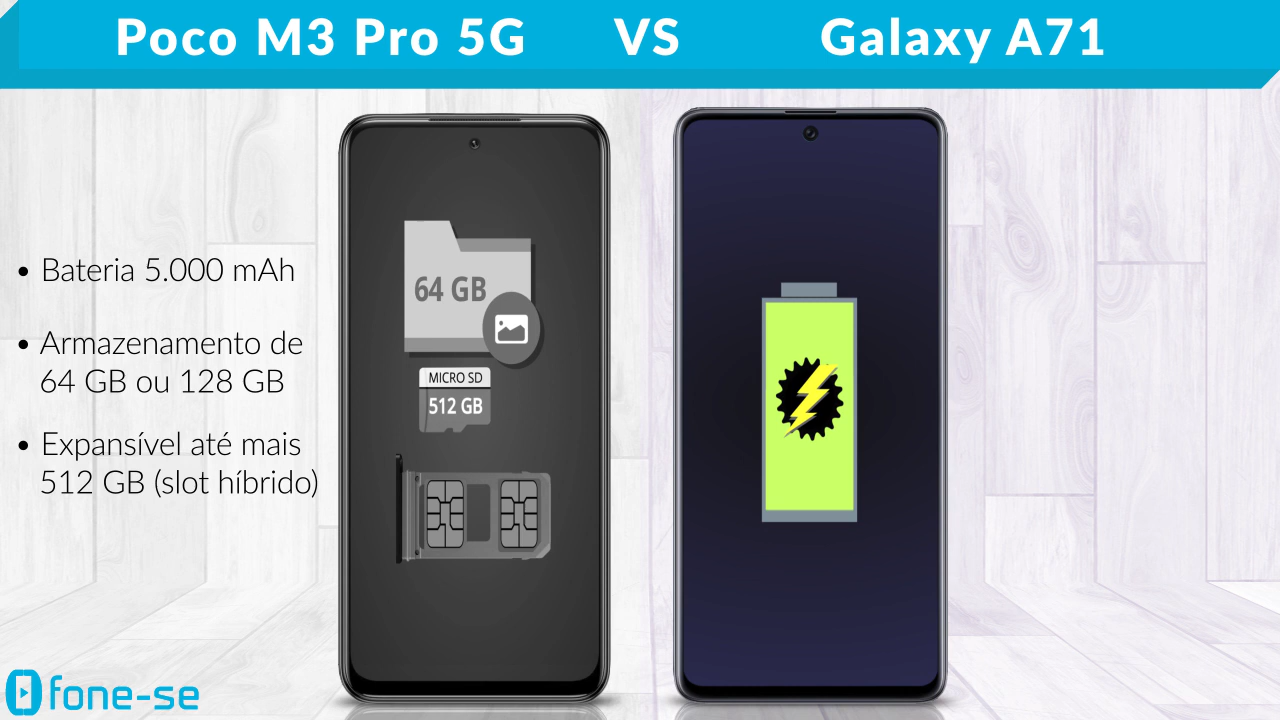 Poco M3 Pro 5G VS Galaxy A71
• Bateria 5.000 mAh
• Armazenamento de
64 GB ou 128 GB
• Expansível até mais
512 GB (slot híbrido)
64 GB
MICRO SD
512 GB
fone-se